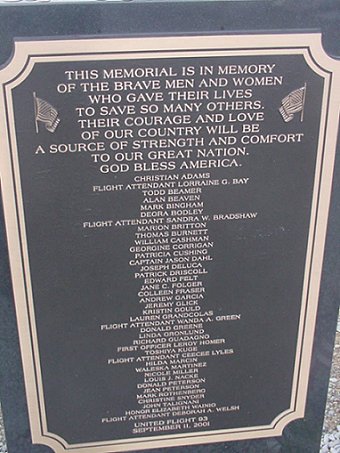 THIS MEMORIAL IS IN MEMORY
OF THE BRAVE MEN AND WOMEN
WHO GAVE THEIR LIVES
TO SAVE SO MANY OTHERS.
THEIR COURAGE AND LOVE
OF OUR COUNTRY WILL BE
A SOURCE OF STRENGTH AND COMFORT
TO OUR GREAT NATION.
GOD BLESS AMERICA.
CHRISTIAN ADAMS
FLIGHT ATTENDANT LORRAINE G. BAY
TODD BEAMER
ALAN BEAVEN
MARK BINGHAM
DEORA BODLEY
FLIGHT ATTENDANT SANDRA W. BRADSHAW
MARION BRITTON
THOMAS BURNETT
WILLIAM CASHMAN
GEORGINE CORRIGAN
PATRICIA CUSHING
CAPTAIN JASON DAHL
JOSEPH DELUCA
PATRICK DRISCOLL
EDWARD FELT
JANE C. FOLGER
COLLEEN FRASER
ANDREW GARCIA
JEREMY GLICK
KRISTIN GOULD
LAUREN GRANDCOLAS
FLIGHT ATTENDANT WANDA A. GREEN
DONALD GREENE
LINDA GRONLUND
RICHARD GUADAGNO
FIRST OFFICER LEROY HOMER
TOSHIYA KUGE
FLIGHT ATTENDANT CEECEE LYLES
HILDA MARCIN
WALESKA MARTINEZ
NICOLE MILLER
LOUIS J. NACKE
DONALD PETERSON
JEAN PETERSON
MARK ROTHENBERG
CHRISTINE SNYDER
JOHN TALIGNANI
HONOR ELIZABETH WAINIO
FLIGHT ATTENDANT DEBORAH A. WELSH
UNITED FLIGHT 93
SEPTEMBER 11, 2001